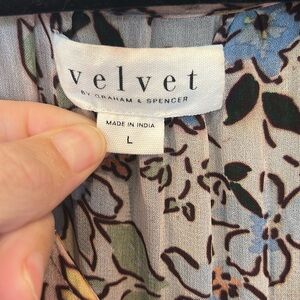 velvet
BY GRAHAM & SPENCER
MADE IN INDIA
L